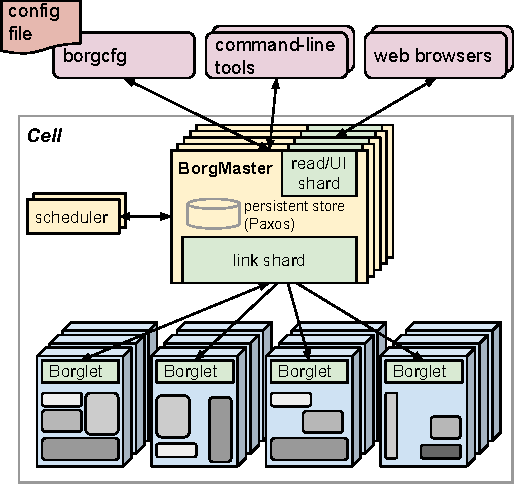 config
file
borgcfg
command-line
tools
web browsers
Cell
BorgMaster
read/UI
shard
persistent store
(Paxos)
scheduler
link shard
Borglet
Borglet
Borglet
Borglet